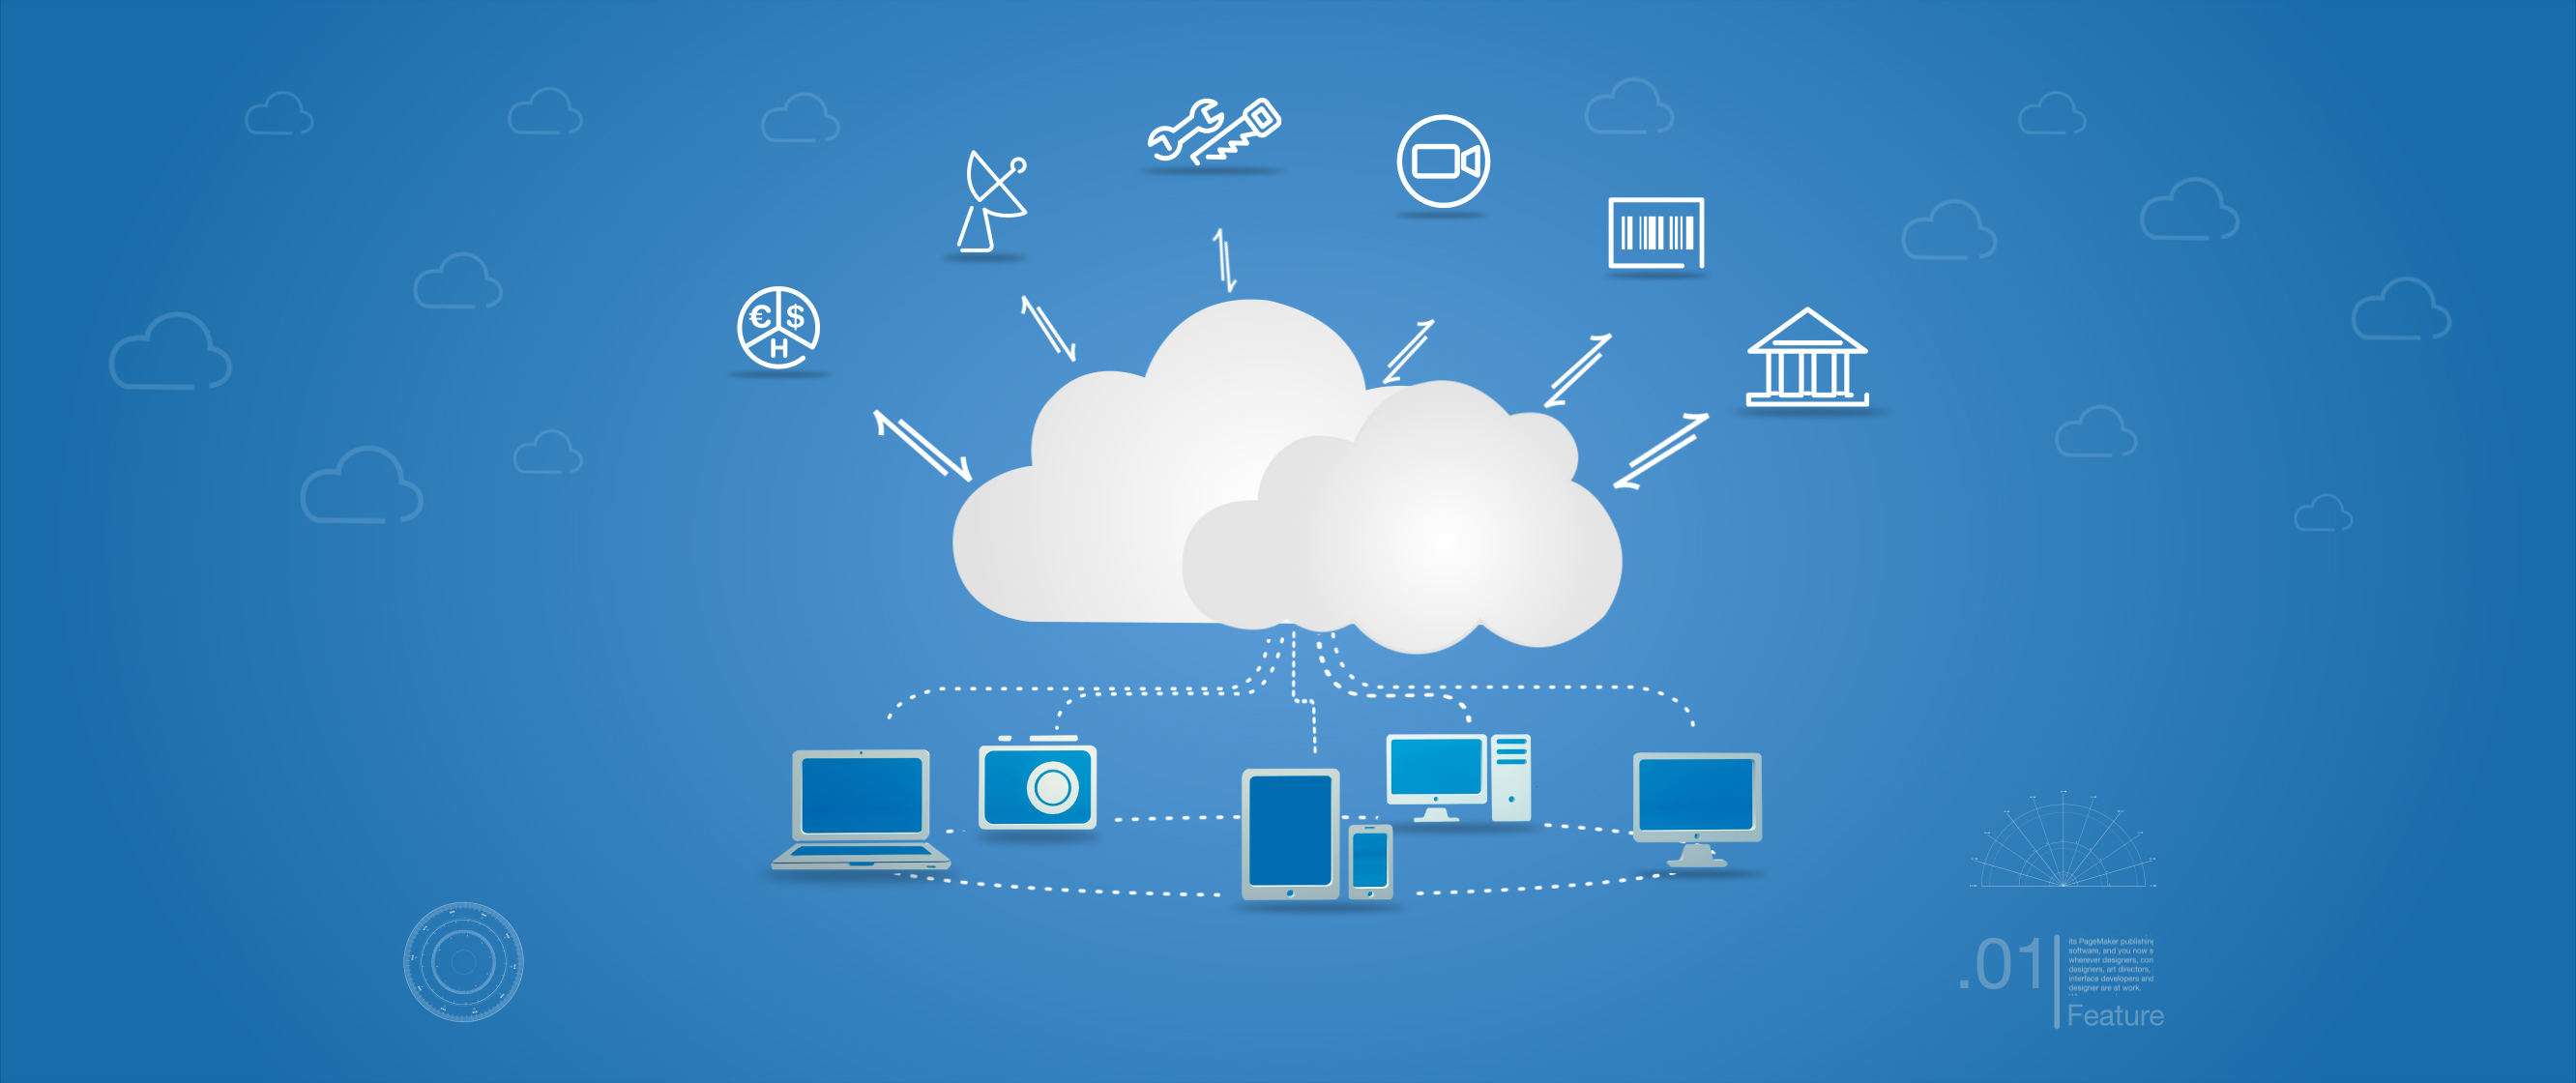 € $
H
.01
its PageMaker publishing
software, and you now s
wherever designers, con
designers, art directors,
interface developers and
designer are at work.
Feature